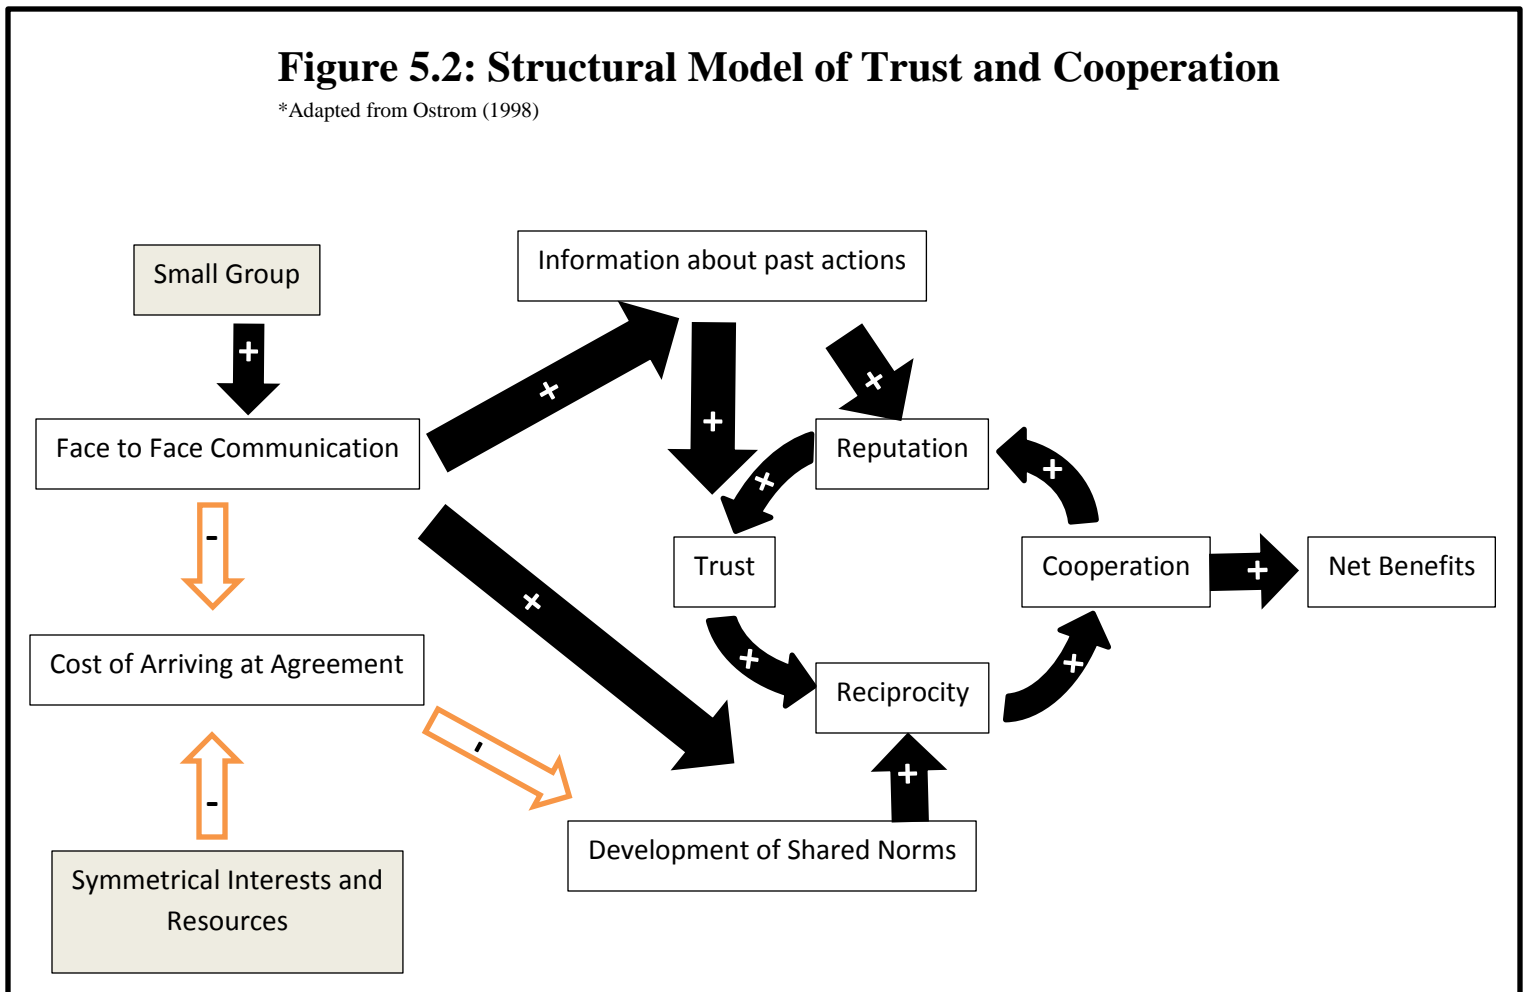 Figure 5.2: Structural Model of Trust and Cooperation
*Adapted from Ostrom (1998)
Small Group
Information about past actions
+
+
+
+
Face to Face Communication
Reputation
+
+
-
+
Trust
Cooperation
+
Net Benefits
Cost of Arriving at Agreement
+
Reciprocity
+
-
-
+
Development of Shared Norms
Symmetrical Interests and
Resources